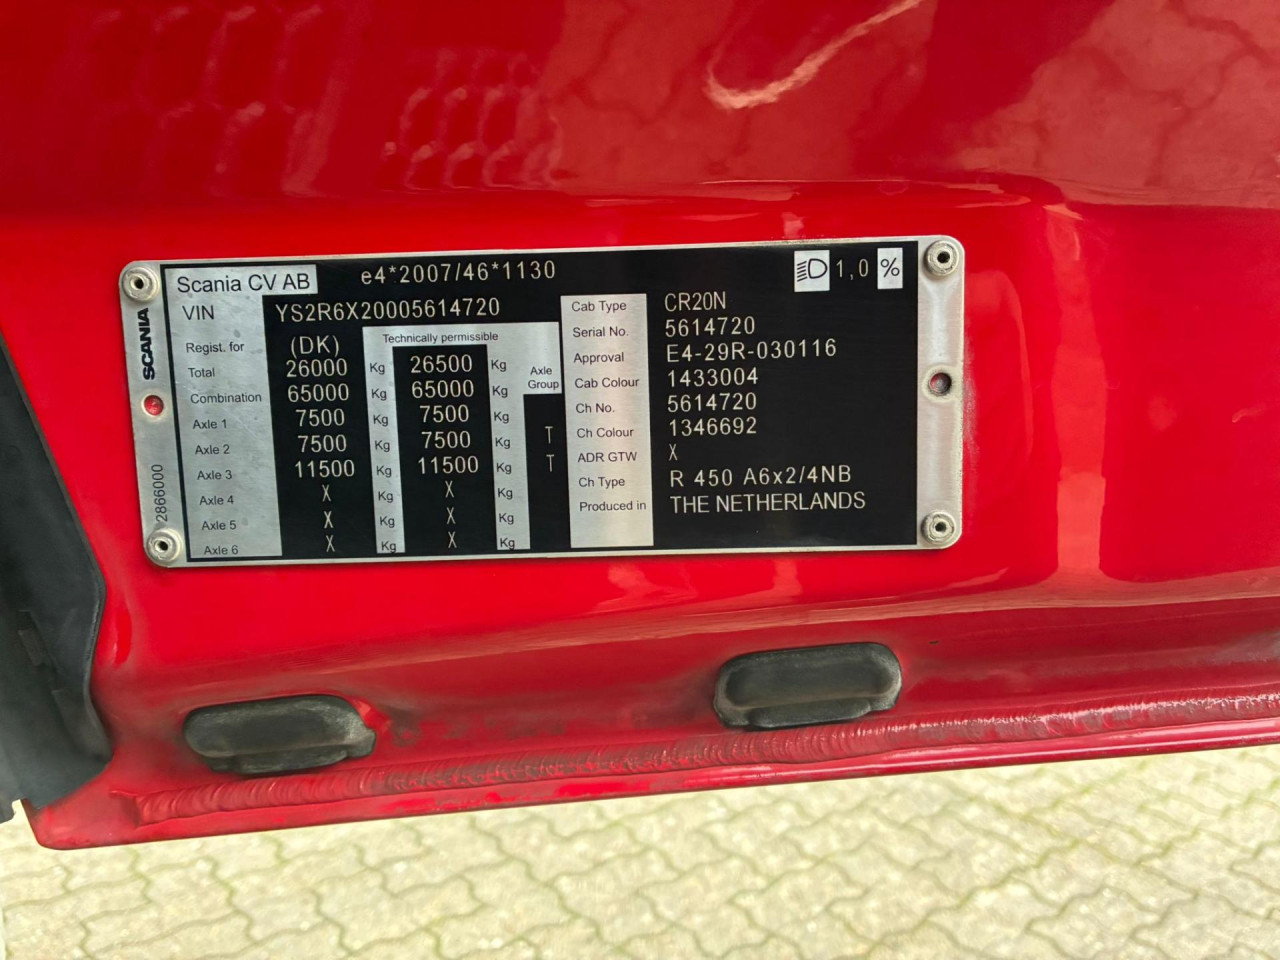 Scania CV AB e4*2007/46*1130 1,0 %
VIN YS2R6X20005614720
Regist. for (DK) Technically permissible
Total 26000 Kg 26500 Kg Axle Group
Combination 65000 Kg 65000 Kg
Axle 1 7500 Kg 7500 Kg
Axle 2 7500 Kg 7500 Kg T
Axle 3 11500 Kg 11500 Kg T
Axle 4 X Kg X Kg
Axle 5 X Kg X Kg
Axle 6 X Kg X Kg
Cab Type CR20N
Serial No. 5614720
Approval E4-29R-030116
Cab Colour 1433004
Ch No. 5614720
Ch Colour 1346692
ADR GTW X
Ch Type R 450 A6x2/4NB
Produced in THE NETHERLANDS
SCANIA
2866000